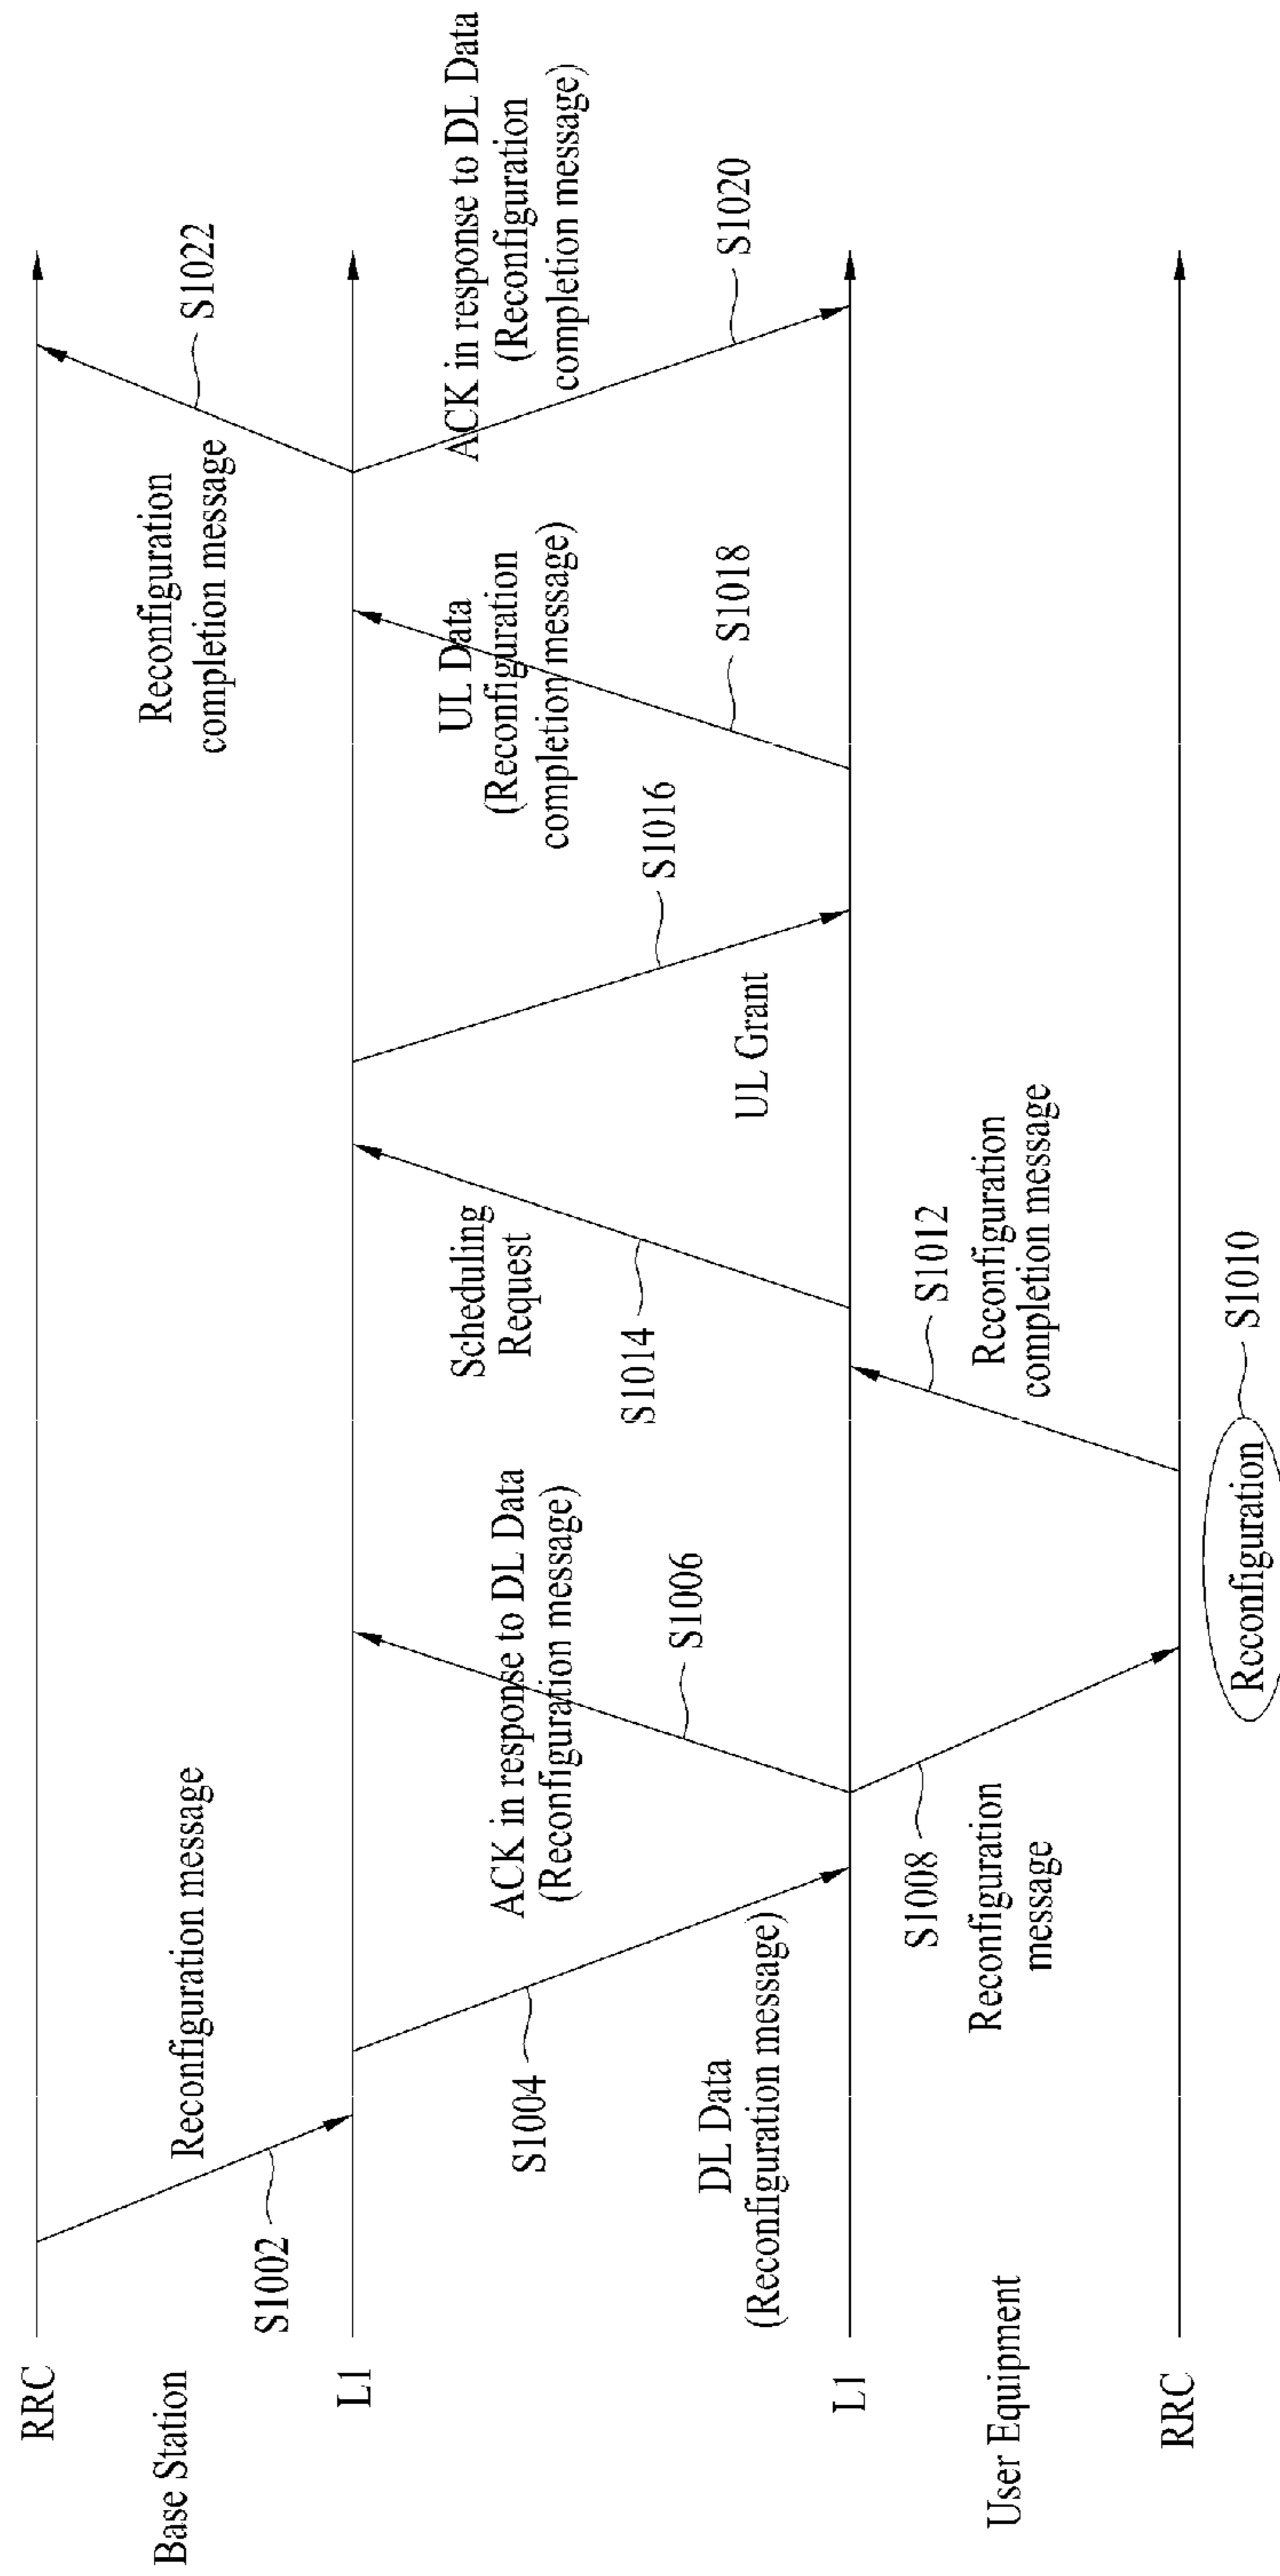 RRC
Base Station
L1
L1
User Equipment
RRC
S1002
Reconfiguration message
S1004
DL Data
(Reconfiguration message)
ACK in response to DL Data
(Reconfiguration message)
S1006
S1008
Reconfiguration
message
Reconfiguration
S1010
S1012
Reconfiguration
completion message
Scheduling
Request
S1014
UL Grant
S1016
UL Data
(Reconfiguration
completion message)
S1018
Reconfiguration
completion message
S1022
ACK in response to DL Data
(Reconfiguration
completion message)
S1020